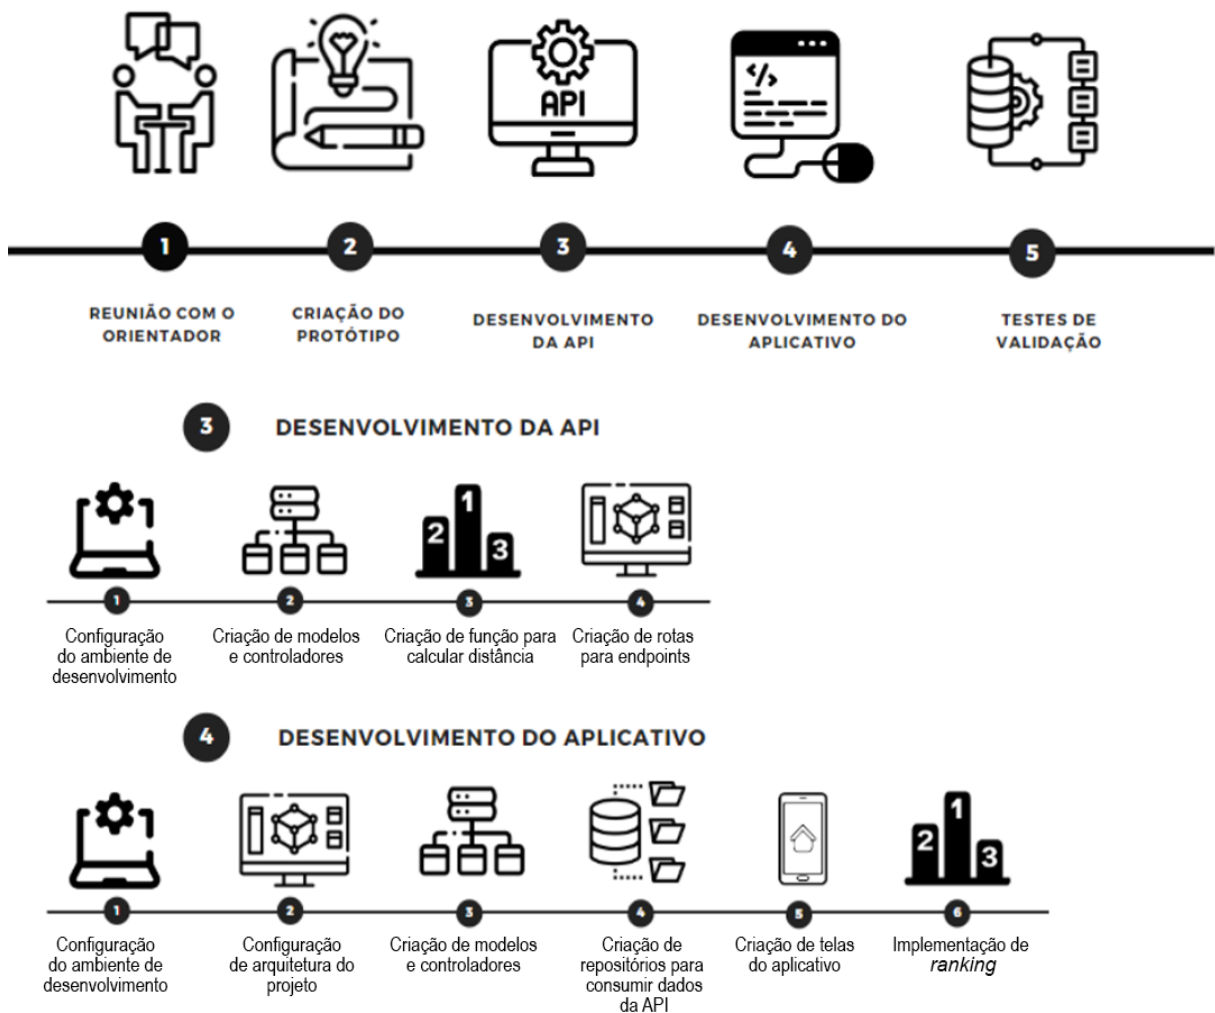 API
</>
1
2
3
4
5
REUNIÃO COM O
ORIENTADOR
CRIAÇÃO DO
PROTÓTIPO
DESENVOLVIMENTO
DA API
DESENVOLVIMENTO DO
APLICATIVO
TESTES DE
VALIDAÇÃO
3
DESENVOLVIMENTO DA API
2
1
3
1
2
3
4
Configuração
do ambiente de
desenvolvimento
Criação de modelos
e controladores
Criação de função para
calcular distância
Criação de rotas
para endpoints
4
DESENVOLVIMENTO DO APLICATIVO
2
1
3
1
2
3
4
5
6
Configuração
do ambiente de
desenvolvimento
Configuração
de arquitetura do
projeto
Criação de modelos
e controladores
Criação de
repositórios para
consumir dados
da API
Criação de telas
do aplicativo
Implementação de
ranking